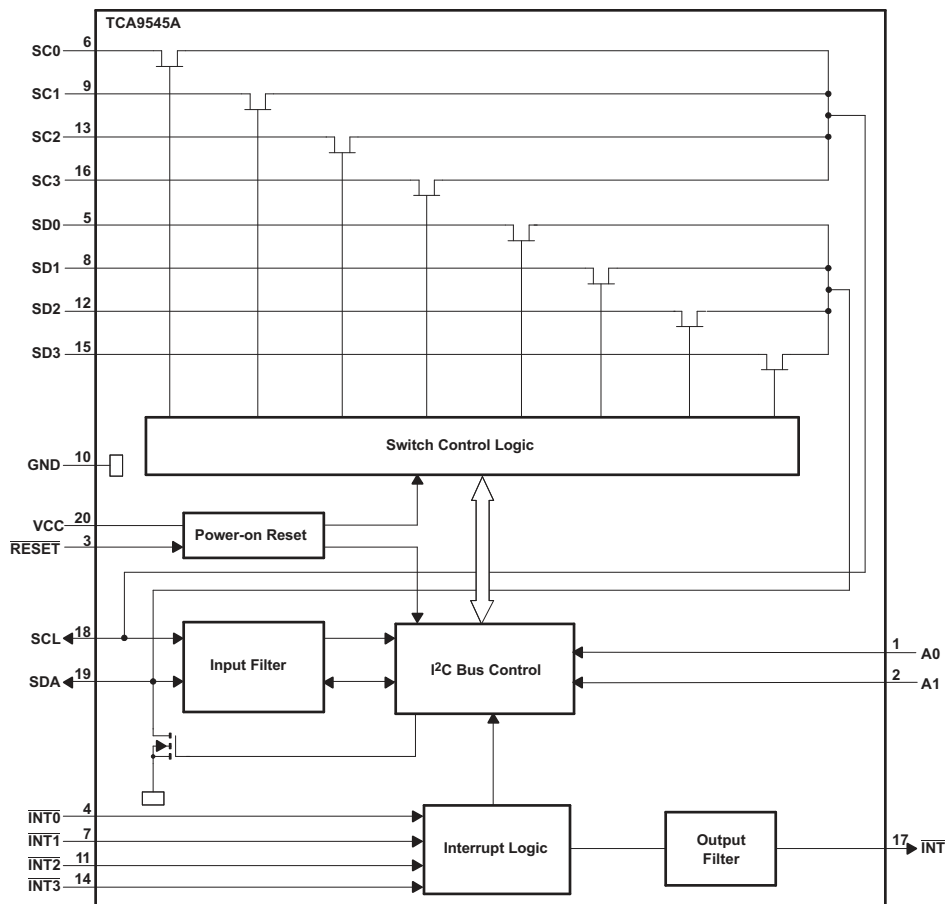 TCA9545A
SC0 6
SC1 9
SC2 13
SC3 16
SD0 5
SD1 8
SD2 12
SD3 15
Switch Control Logic
GND 10
VCC 20
RESET 3
Power-on Reset
SCL 18
SDA 19
Input Filter
I²C Bus Control
1 A0
2 A1
INT0 4
INT1 7
INT2 11
INT3 14
Interrupt Logic
Output
Filter
17 INT